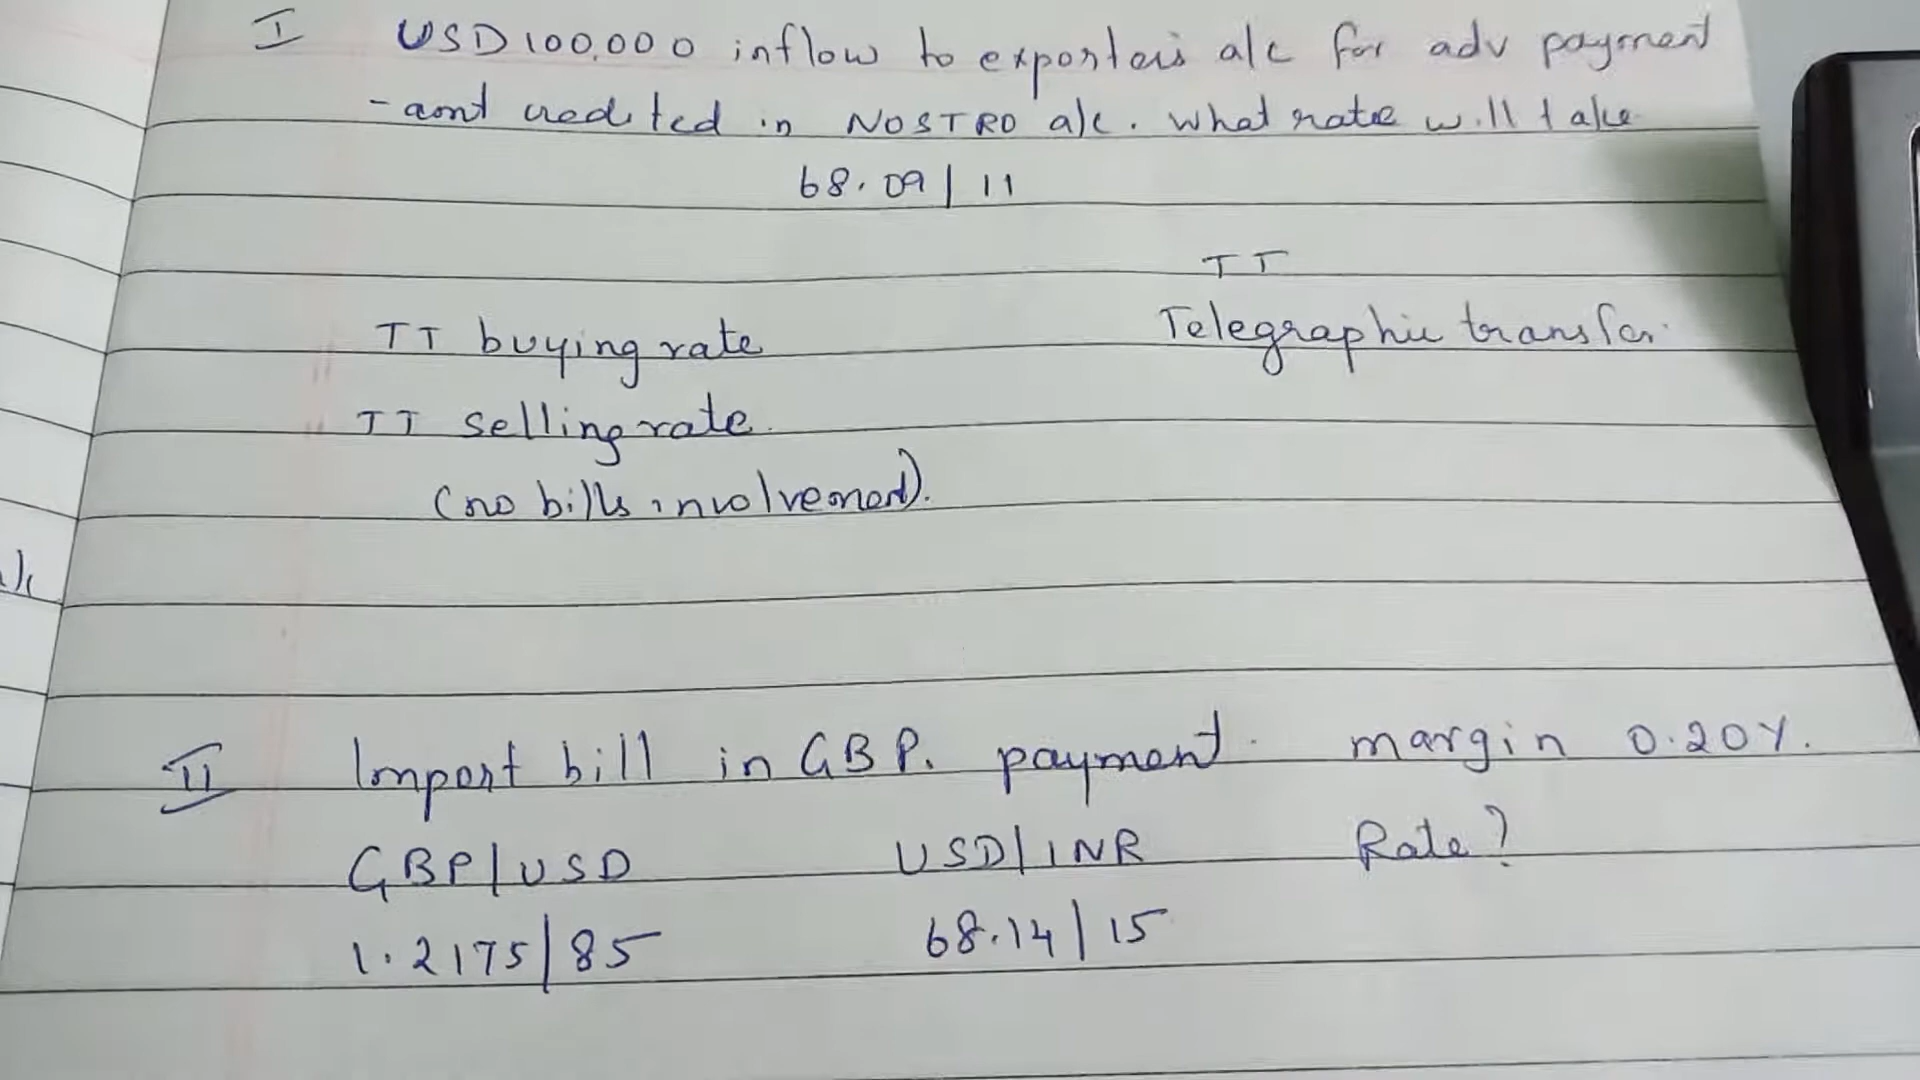 I USD 100,000 inflow to exporters a/c for adv payment
- amt credited in NOSTRO a/c. What rate will take
68.09 | 11
TT
TT buying rate Telegraphic transfer.
TT selling rate.
(no bills involvement).
a/c
II Import bill in GBP. payment. margin 0.20%.
GBP|USD USD|INR Rate?
1.2175|85 68.14|15